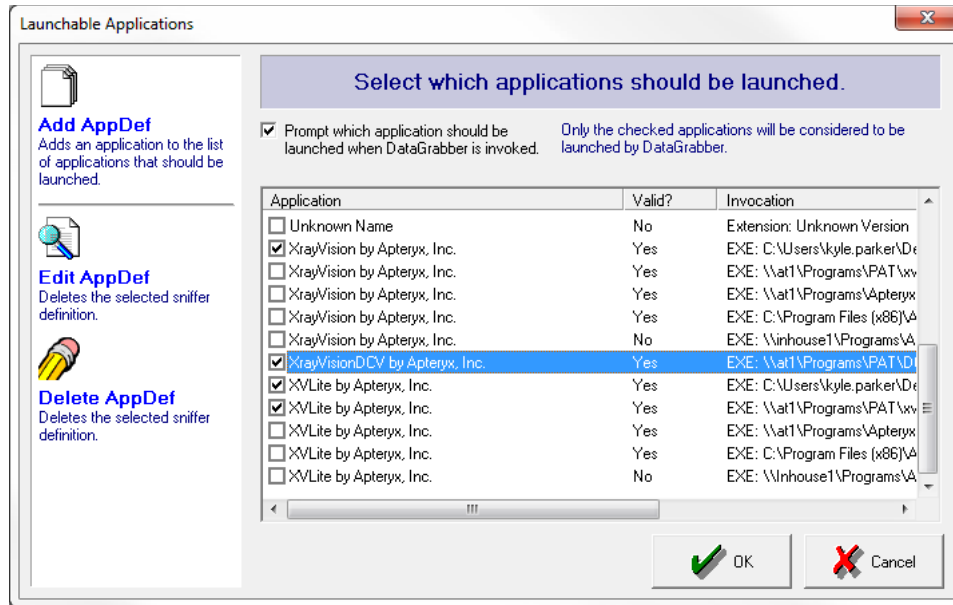 Launchable Applications
Add AppDef
Adds an application to the list
of applications that should be
launched.
Edit AppDef
Deletes the selected sniffer
definition.
Delete AppDef
Deletes the selected sniffer
definition.
Select which applications should be launched.
Prompt which application should be
launched when DataGrabber is invoked.
Only the checked applications will be considered to be
launched by DataGrabber.
Application Valid? Invocation
Unknown Name No Extension: Unknown Version
XrayVision by Apteryx, Inc. Yes EXE: C:\Users\kyle.parker\De
XrayVision by Apteryx, Inc. Yes EXE: \\at1\Programs\PAT\xv
XrayVision by Apteryx, Inc. Yes EXE: \\at1\Programs\Apteryx
XrayVision by Apteryx, Inc. Yes EXE: C:\Program Files (x86)\A
XrayVision by Apteryx, Inc. No EXE: \\inhouse1\Programs\A
XrayVisionDCV by Apteryx, Inc. Yes EXE: \\at1\Programs\PAT\D
XVLite by Apteryx, Inc. Yes EXE: C:\Users\kyle.parker\De
XVLite by Apteryx, Inc. Yes EXE: \\at1\Programs\PAT\xv
XVLite by Apteryx, Inc. Yes EXE: \\at1\Programs\Apteryx
XVLite by Apteryx, Inc. Yes EXE: C:\Program Files (x86)\A
XVLite by Apteryx, Inc. No EXE: \\Inhouse1\Programs\A
OK Cancel